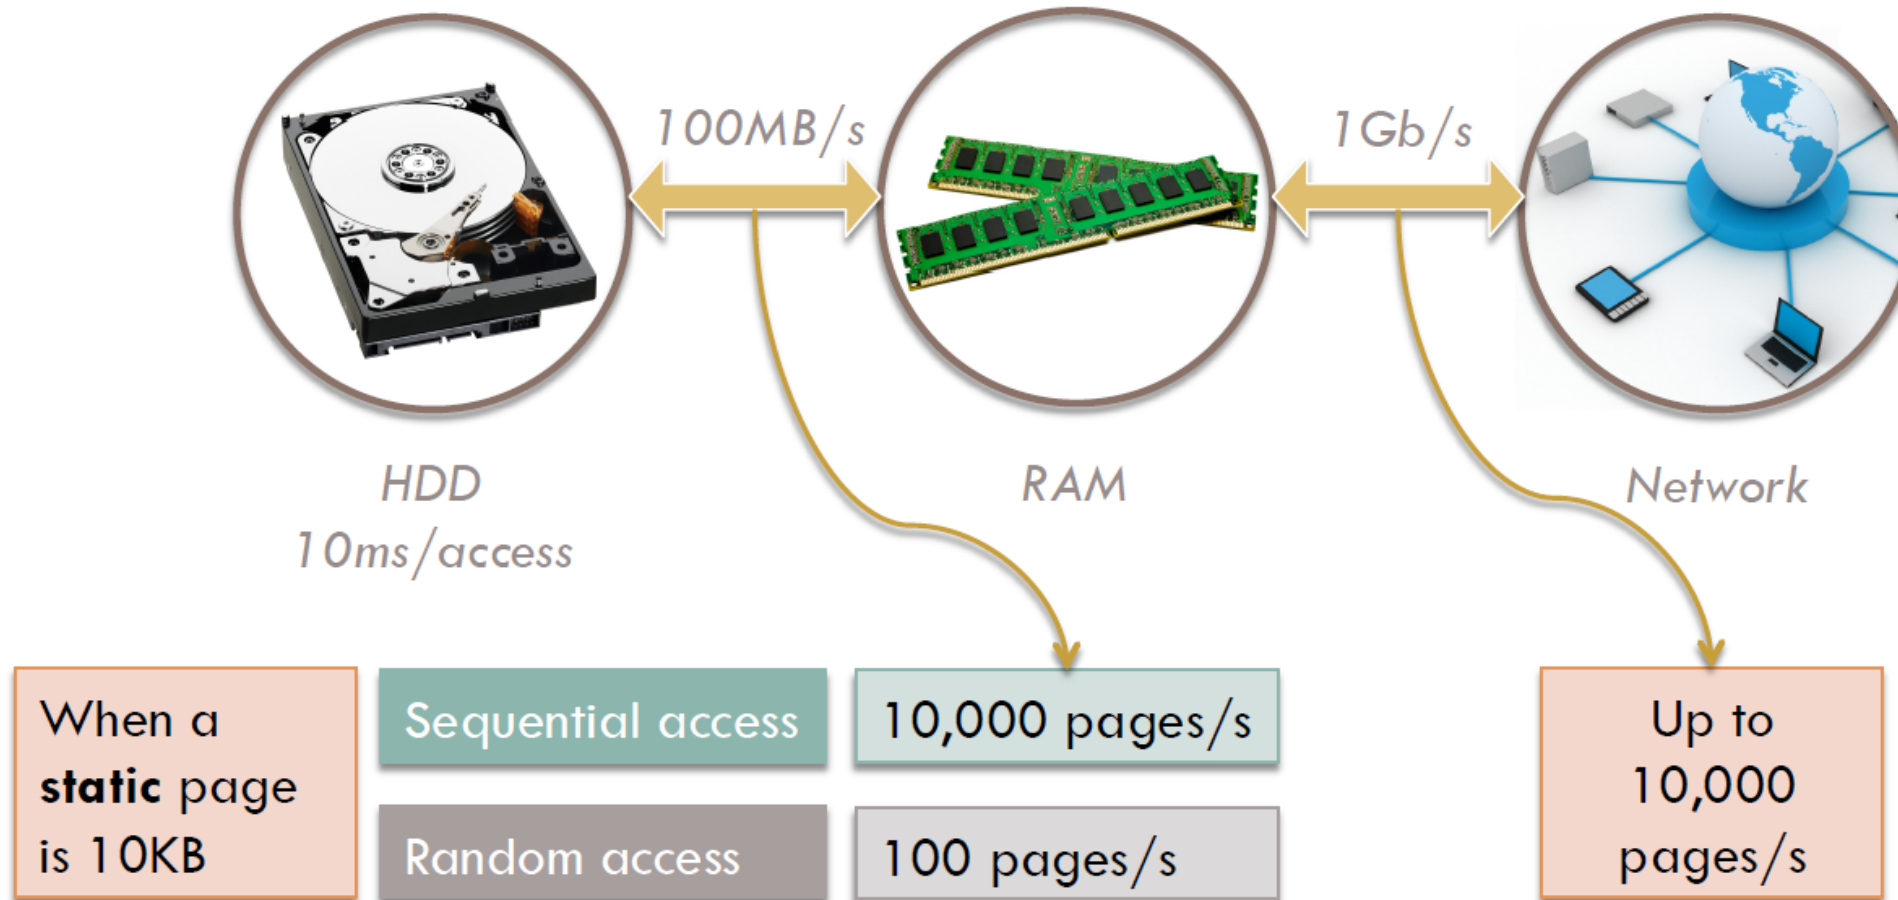 100MB/s
1Gb/s
HDD
10ms/access
RAM
Network
When a
static page
is 10KB
Sequential access
10,000 pages/s
Random access
100 pages/s
Up to
10,000
pages/s